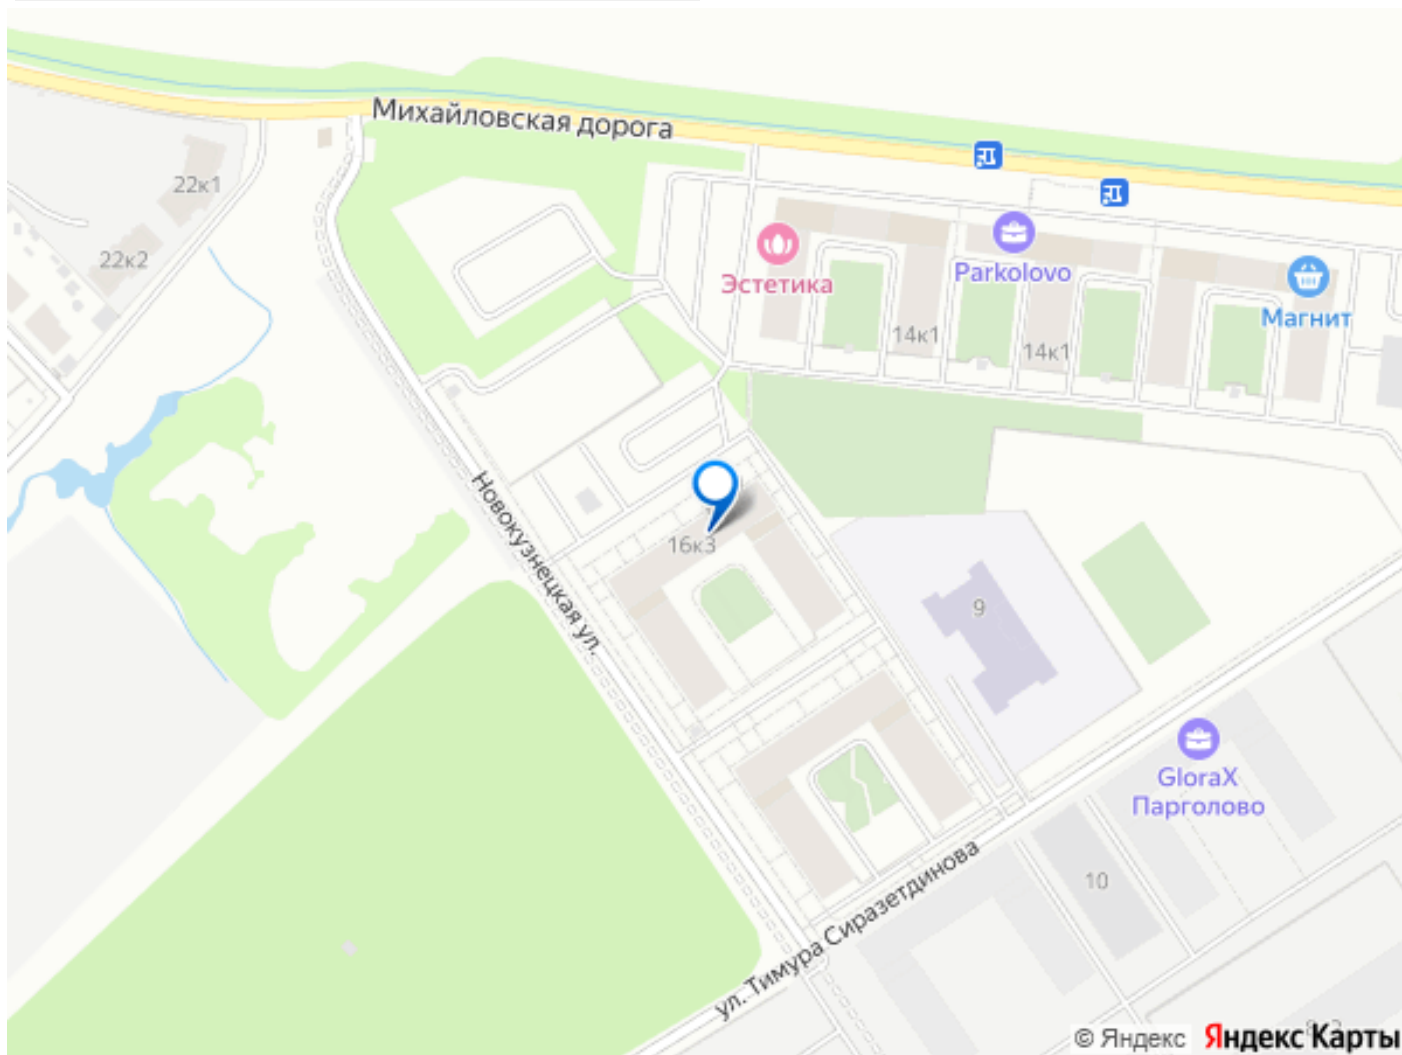 Михайловская дорога
22к1
22к2
Эстетика
Parkolovo
Магнит
14к1
14к1
Новокузнецкая ул.
16к3
9
GloraX
Парголово
10
ул. Тимура Сиразетдинова
© Яндекс Яндекс Карты